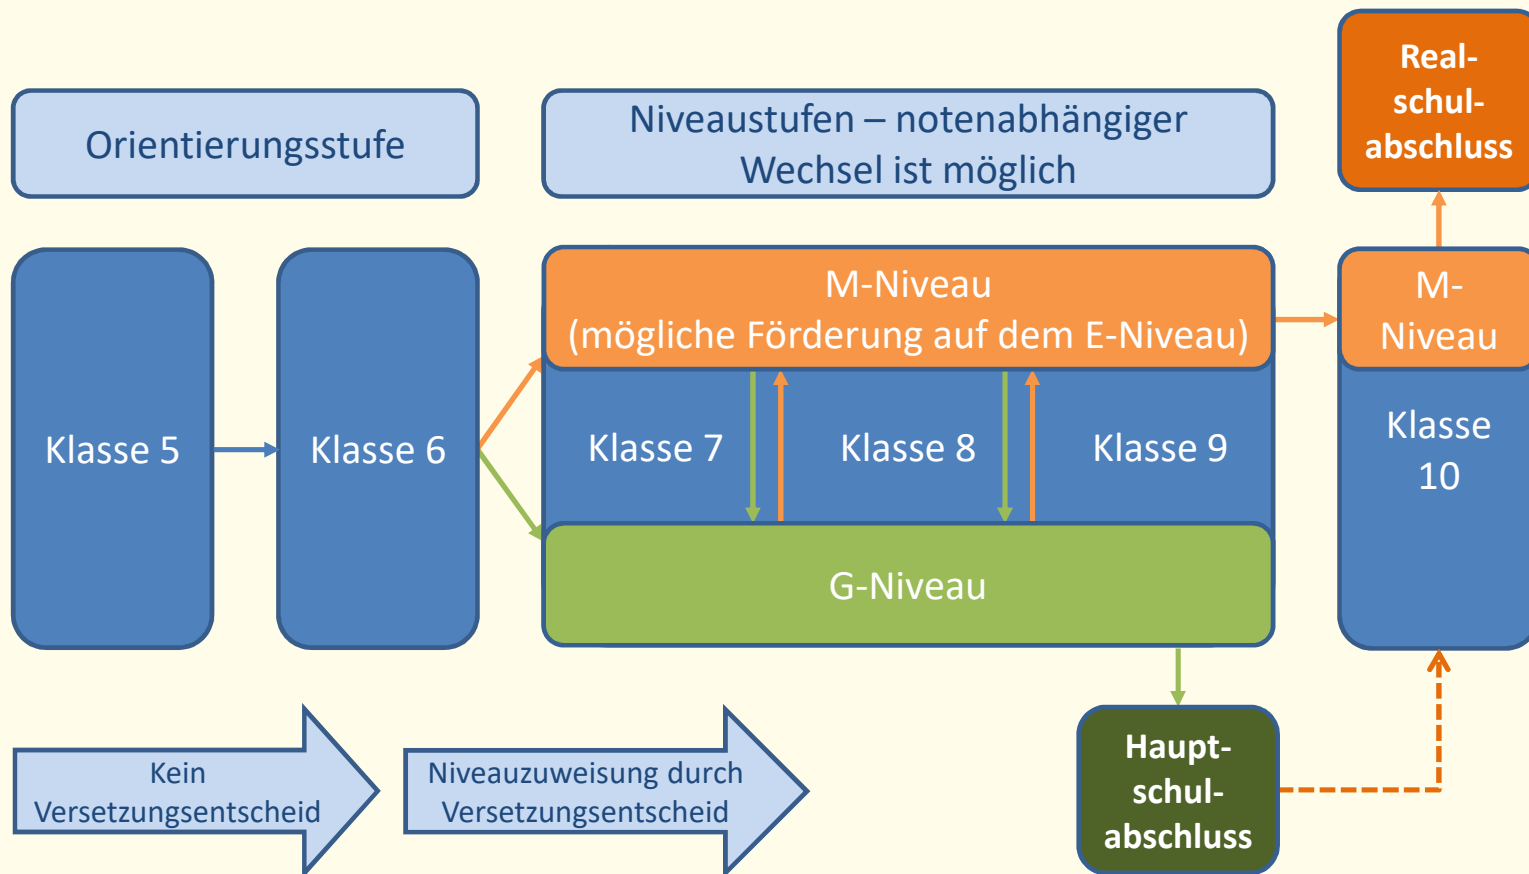 Real-
schul-
abschluss
Orientierungsstufe
Niveaustufen – notenabhängiger
Wechsel ist möglich
M-Niveau
(mögliche Förderung auf dem E-Niveau)
M-
Niveau
Klasse 5
Klasse 6
Klasse 7
Klasse 8
Klasse 9
Klasse
10
G-Niveau
Kein
Versetzungsentscheid
Niveauzuweisung durch
Versetzungsentscheid
Haupt-
schul-
abschluss